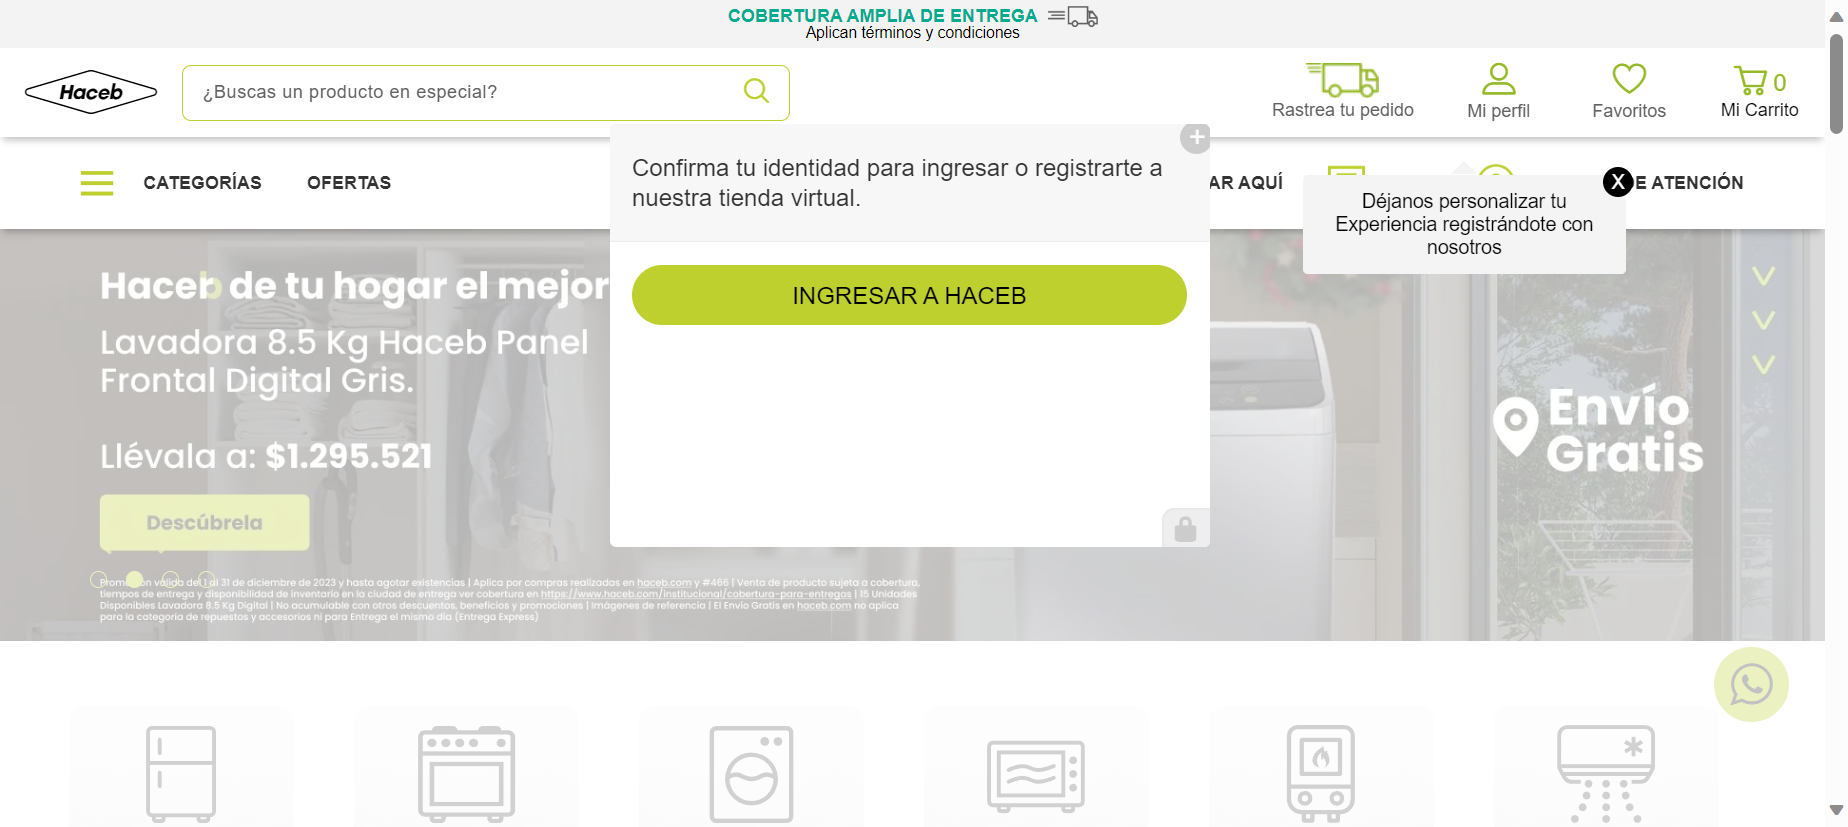 COBERTURA AMPLIA DE ENTREGA
Aplican términos y condiciones
Haceb
¿Buscas un producto en especial?
Rastrea tu pedido
Mi perfil
Favoritos
0
Mi Carrito
CATEGORÍAS
OFERTAS
AR AQUÍ
E ATENCIÓN
Confirma tu identidad para ingresar o registrarte a
nuestra tienda virtual.
INGRESAR A HACEB
X
Déjanos personalizar tu
Experiencia registrándote con
nosotros
Haceb de tu hogar el mejor
Lavadora 8.5 Kg Haceb Panel
Frontal Digital Gris.
Llévala a: $1.295.521
Descúbrela
Envío
Gratis
Promoción válida del 1 al 31 de diciembre de 2023 y hasta agotar existencias | Aplica por compras realizadas en haceb.com y #466 | Venta de producto sujeta a cobertura,
tiempos de entrega y disponibilidad de inventario en la ciudad de entrega ver cobertura en https://www.haceb.com/institucional/cobertura-para-entregas | 15 Unidades
Disponibles Lavadora 8.5 Kg Digital | No acumulable con otros descuentos, beneficios y promociones | Imágenes de referencia | El Envío Gratis en haceb.com no aplica
para la categoría de repuestos y accesorios ni para Entrega el mismo día (Entrega Express)